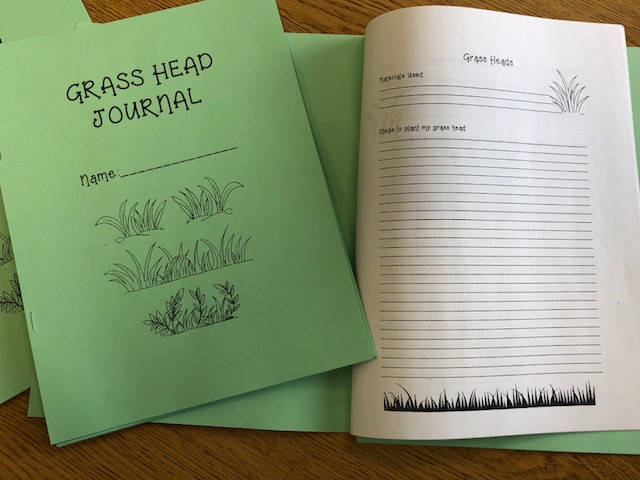 GRASS HEAD
JOURNAL
Name:
Grass Heads
Materials Used
Steps to plant my grass head